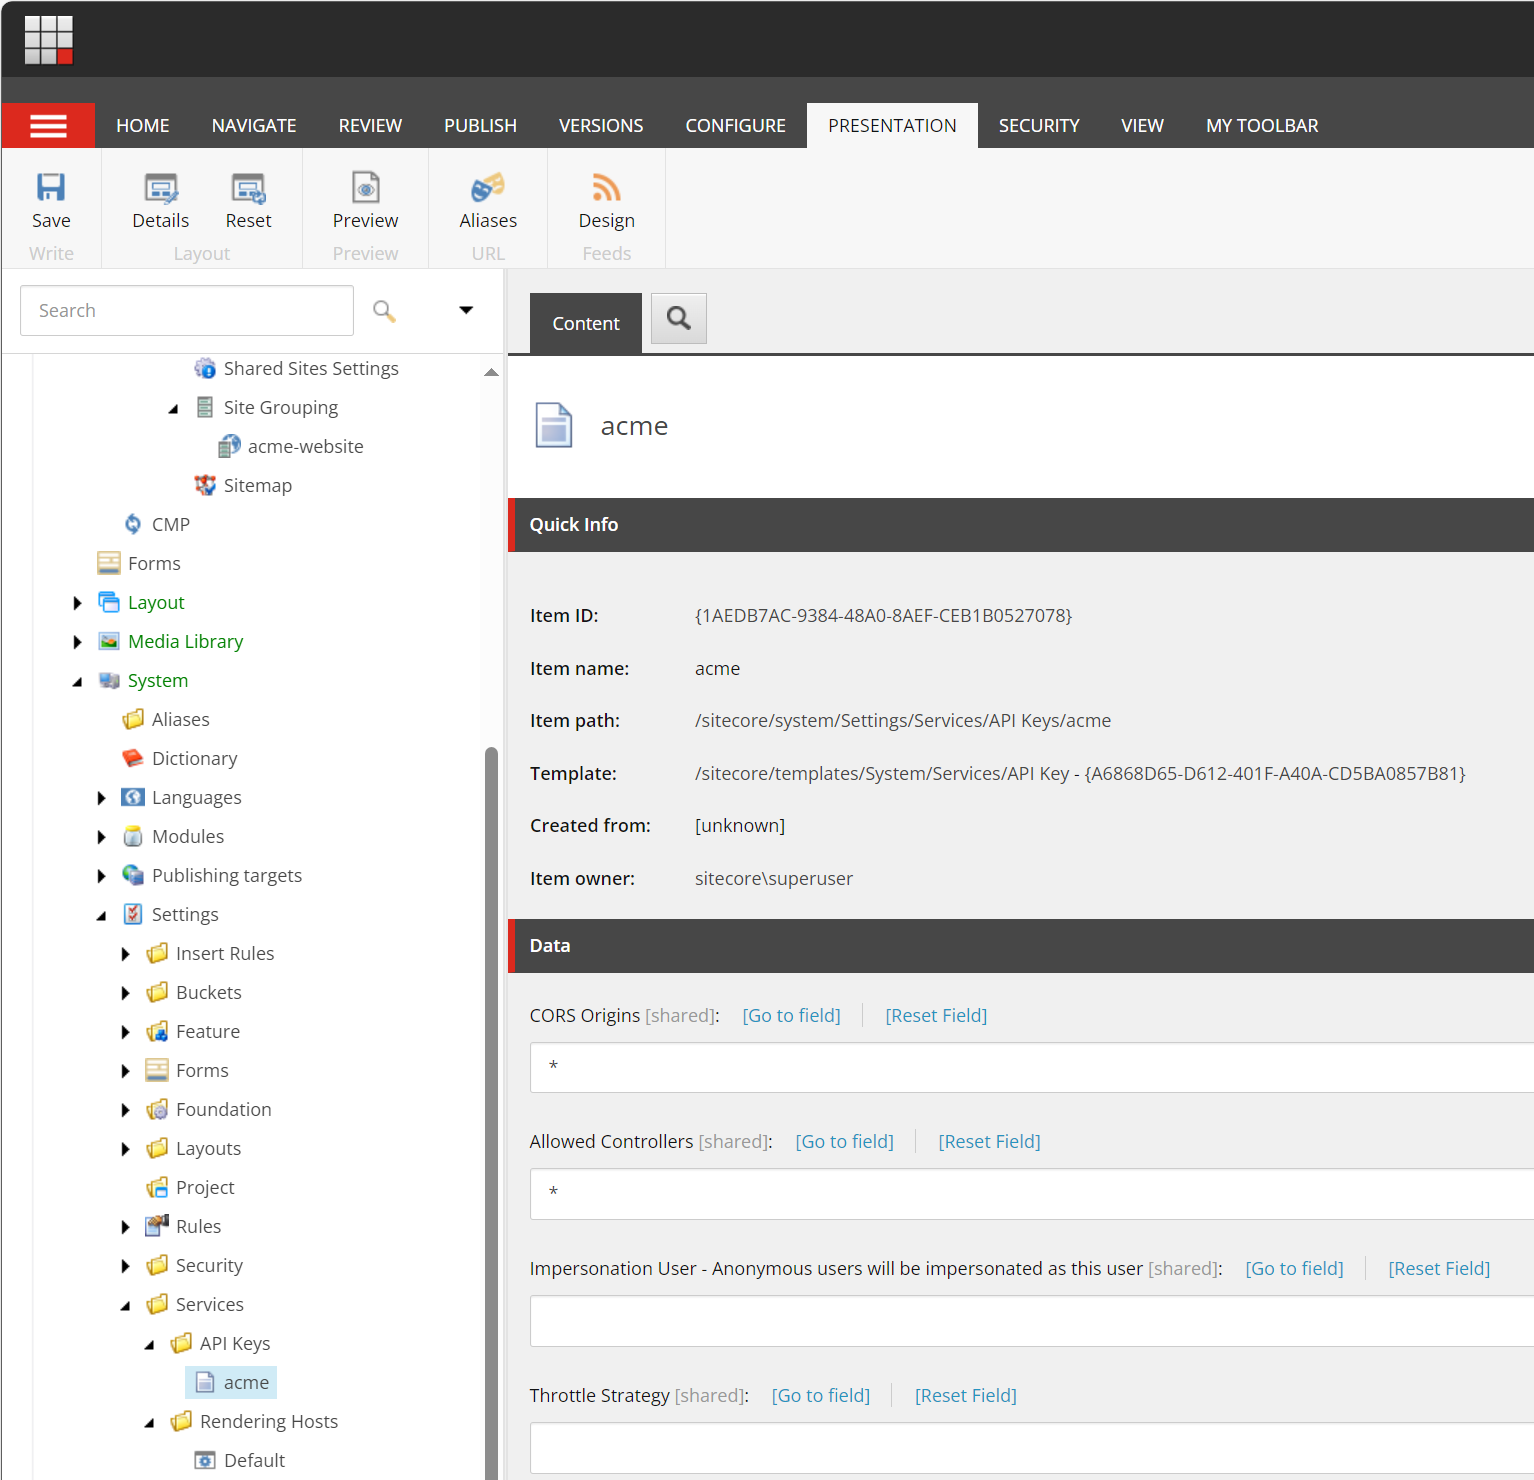 HOME NAVIGATE REVIEW PUBLISH VERSIONS CONFIGURE PRESENTATION SECURITY VIEW MY TOOLBAR
Save Details Reset Preview Aliases Design
Write Layout Preview URL Feeds
Search
Shared Sites Settings
Site Grouping
acme-website
Sitemap
CMP
Forms
Layout
Media Library
System
Aliases
Dictionary
Languages
Modules
Publishing targets
Settings
Insert Rules
Buckets
Feature
Forms
Foundation
Layouts
Project
Rules
Security
Services
API Keys
acme
Rendering Hosts
Default
Content
acme
Quick Info
Item ID: {1AEDB7AC-9384-48A0-8AEF-CEB1B0527078}
Item name: acme
Item path: /sitecore/system/Settings/Services/API Keys/acme
Template: /sitecore/templates/System/Services/API Key - {A6868D65-D612-401F-A40A-CD5BA0857B81}
Created from: [unknown]
Item owner: sitecore\superuser
Data
CORS Origins [shared]: [Go to field] [Reset Field]
*
Allowed Controllers [shared]: [Go to field] [Reset Field]
*
Impersonation User - Anonymous users will be impersonated as this user [shared]: [Go to field] [Reset Field]
Throttle Strategy [shared]: [Go to field] [Reset Field]